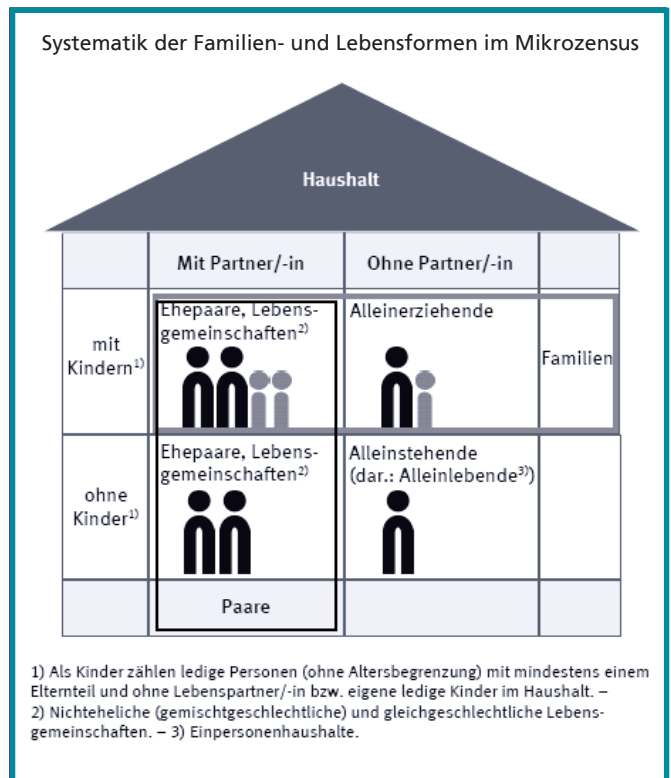 Systematik der Familien- und Lebensformen im Mikrozensus
Haushalt
Mit Partner/-in
Ohne Partner/-in
mit
Kindern1)
Ehepaare, Lebens-
gemeinschaften2)
Alleinerziehende
Familien
ohne
Kinder1)
Ehepaare, Lebens-
gemeinschaften2)
Alleinstehende
(dar.: Alleinlebende3))
Paare
1) Als Kinder zählen ledige Personen (ohne Altersbegrenzung) mit mindestens einem
Elternteil und ohne Lebenspartner/-in bzw. eigene ledige Kinder im Haushalt. –
2) Nichteheliche (gemischtgeschlechtliche) und gleichgeschlechtliche Lebens-
gemeinschaften. – 3) Einpersonenhaushalte.